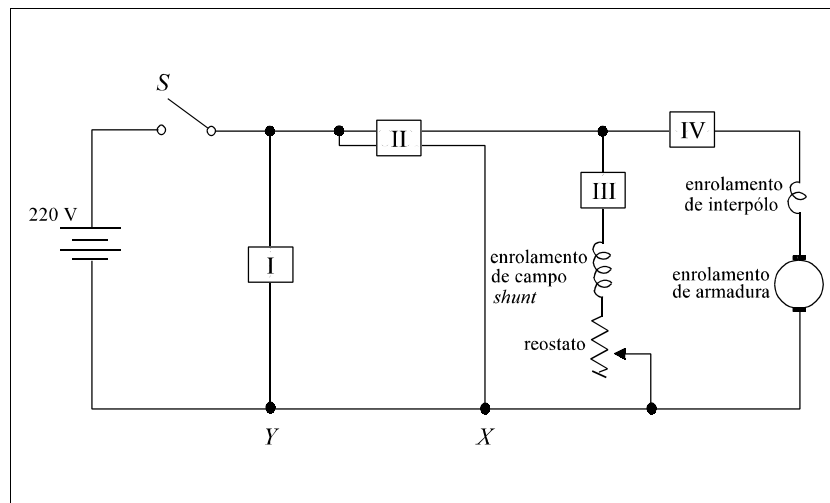 S
II
IV
enrolamento
de interpólo
III
220 V
I
enrolamento
de campo
shunt
enrolamento
de armadura
reostato
Y
X